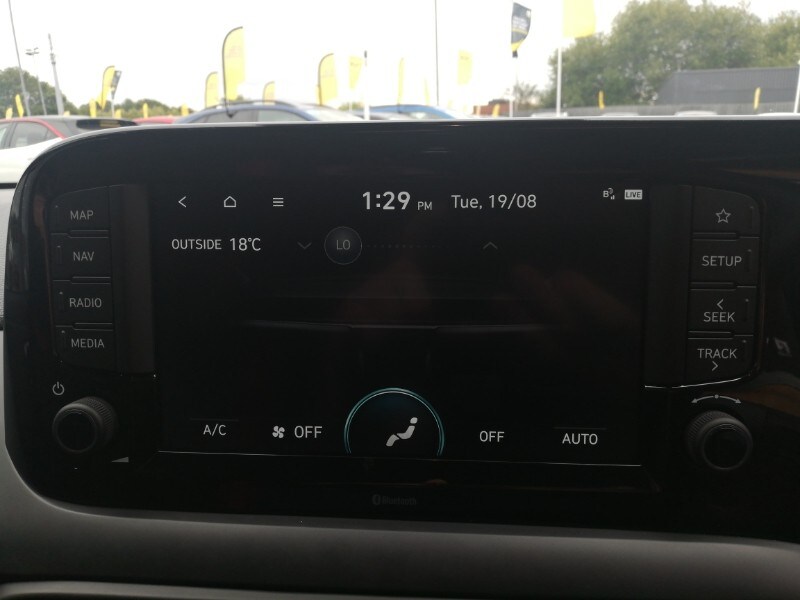 1:29 PM Tue, 19/08
LIVE
OUTSIDE 18°C LO
MAP
NAV
RADIO
MEDIA
SETUP
SEEK
TRACK
A/C OFF OFF AUTO
Bluetooth